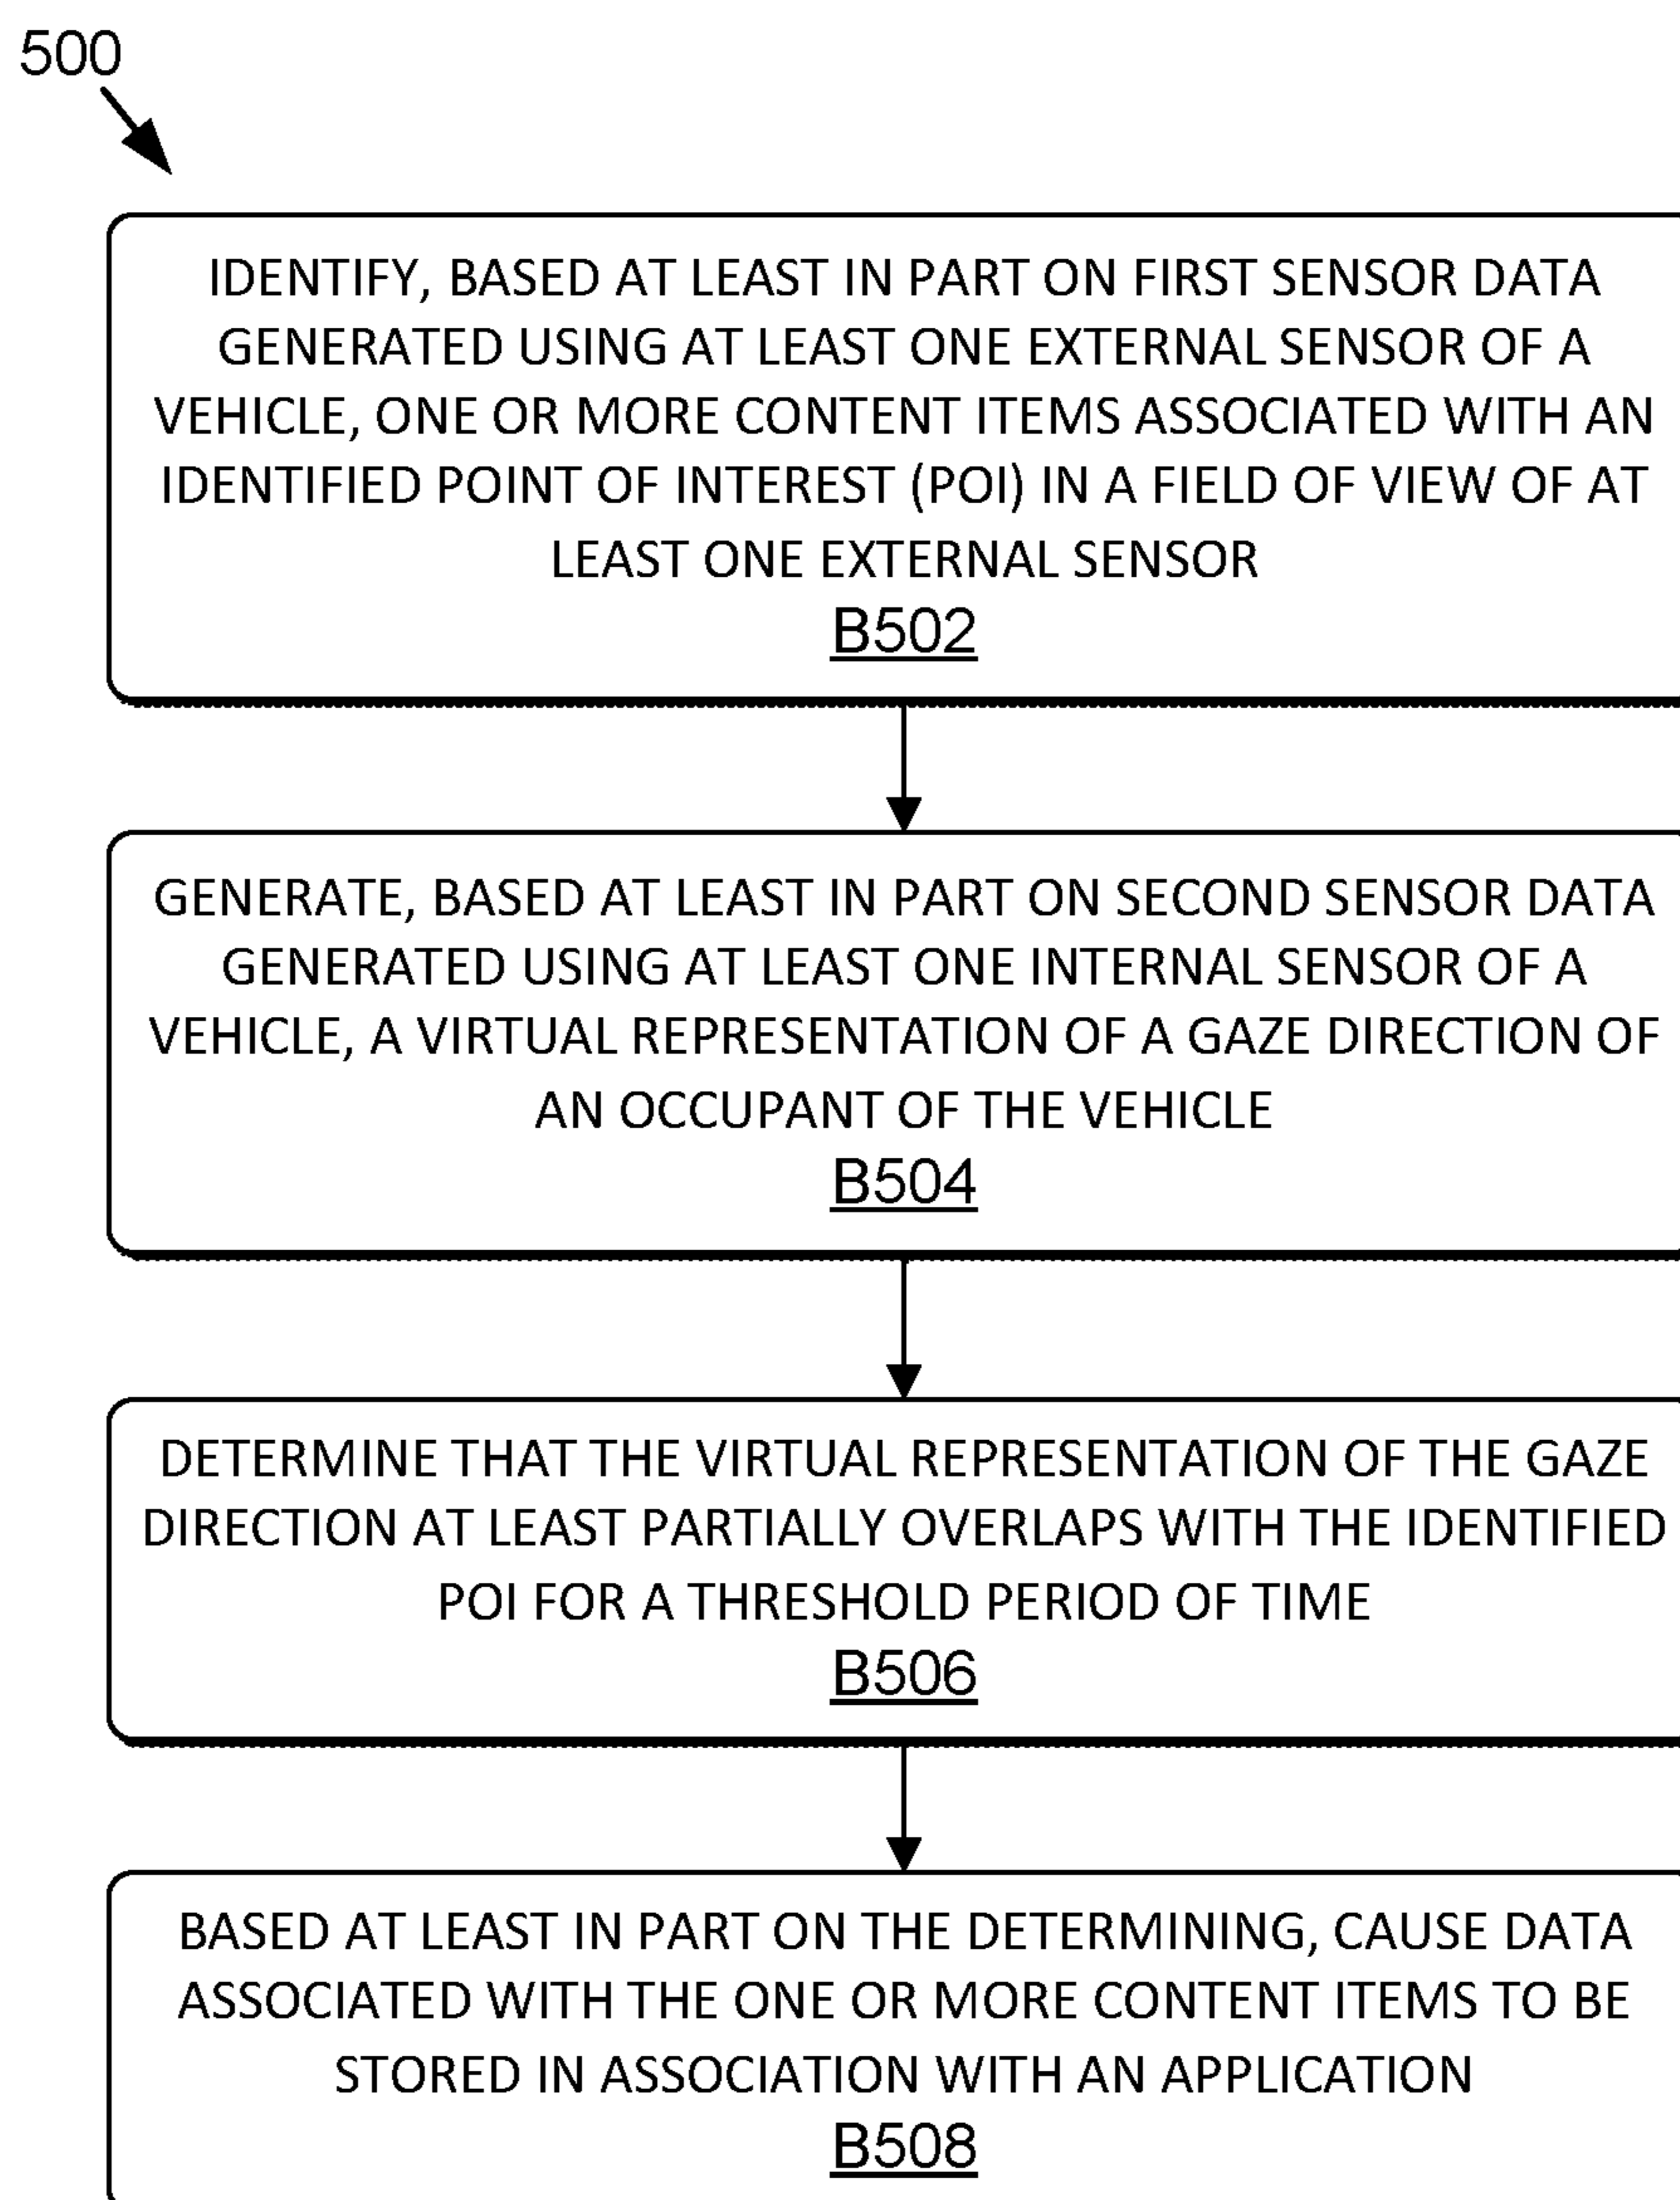 500
IDENTIFY, BASED AT LEAST IN PART ON FIRST SENSOR DATA
GENERATED USING AT LEAST ONE EXTERNAL SENSOR OF A
VEHICLE, ONE OR MORE CONTENT ITEMS ASSOCIATED WITH AN
IDENTIFIED POINT OF INTEREST (POI) IN A FIELD OF VIEW OF AT
LEAST ONE EXTERNAL SENSOR
B502
GENERATE, BASED AT LEAST IN PART ON SECOND SENSOR DATA
GENERATED USING AT LEAST ONE INTERNAL SENSOR OF A
VEHICLE, A VIRTUAL REPRESENTATION OF A GAZE DIRECTION OF
AN OCCUPANT OF THE VEHICLE
B504
DETERMINE THAT THE VIRTUAL REPRESENTATION OF THE GAZE
DIRECTION AT LEAST PARTIALLY OVERLAPS WITH THE IDENTIFIED
POI FOR A THRESHOLD PERIOD OF TIME
B506
BASED AT LEAST IN PART ON THE DETERMINING, CAUSE DATA
ASSOCIATED WITH THE ONE OR MORE CONTENT ITEMS TO BE
STORED IN ASSOCIATION WITH AN APPLICATION
B508